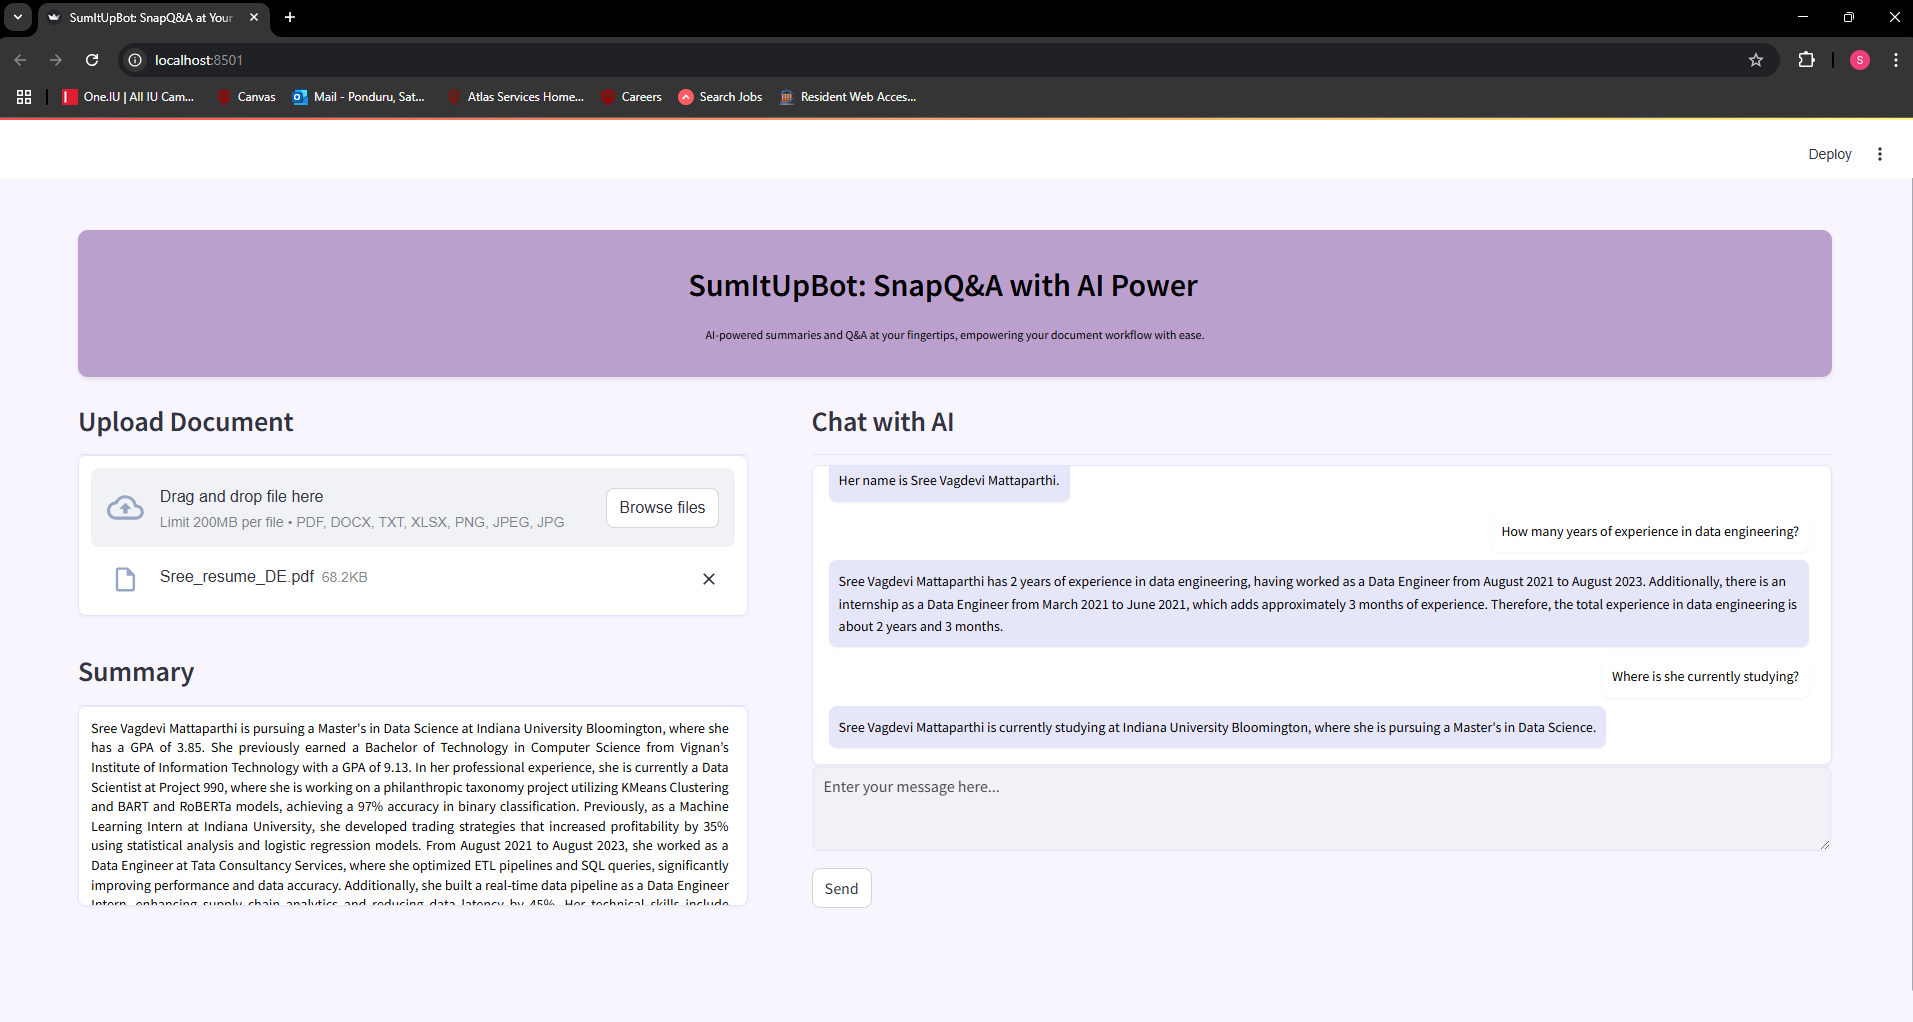 SumItUpBot: SnapQ&A at Your
localhost:8501
One.IU | All IU Cam...
Canvas
Mail - Ponduru, Sat...
Atlas Services Home...
Careers
Search Jobs
Resident Web Acces...
S
Deploy
SumItUpBot: SnapQ&A with AI Power
AI-powered summaries and Q&A at your fingertips, empowering your document workflow with ease.
Upload Document
Drag and drop file here
Limit 200MB per file • PDF, DOCX, TXT, XLSX, PNG, JPEG, JPG
Browse files
Sree_resume_DE.pdf 68.2KB
Summary
Sree Vagdevi Mattaparthi is pursuing a Master's in Data Science at Indiana University Bloomington, where she
has a GPA of 3.85. She previously earned a Bachelor of Technology in Computer Science from Vignan’s
Institute of Information Technology with a GPA of 9.13. In her professional experience, she is currently a Data
Scientist at Project 990, where she is working on a philanthropic taxonomy project utilizing KMeans Clustering
and BART and RoBERTa models, achieving a 97% accuracy in binary classification. Previously, as a Machine
Learning Intern at Indiana University, she developed trading strategies that increased profitability by 35%
using statistical analysis and logistic regression models. From August 2021 to August 2023, she worked as a
Data Engineer at Tata Consultancy Services, where she optimized ETL pipelines and SQL queries, significantly
improving performance and data accuracy. Additionally, she built a real-time data pipeline as a Data Engineer
Intern, enhancing supply chain analytics and reducing data latency by 45%. Her technical skills include
Chat with AI
Her name is Sree Vagdevi Mattaparthi.
How many years of experience in data engineering?
Sree Vagdevi Mattaparthi has 2 years of experience in data engineering, having worked as a Data Engineer from August 2021 to August 2023. Additionally, there is an
internship as a Data Engineer from March 2021 to June 2021, which adds approximately 3 months of experience. Therefore, the total experience in data engineering is
about 2 years and 3 months.
Where is she currently studying?
Sree Vagdevi Mattaparthi is currently studying at Indiana University Bloomington, where she is pursuing a Master's in Data Science.
Enter your message here...
Send